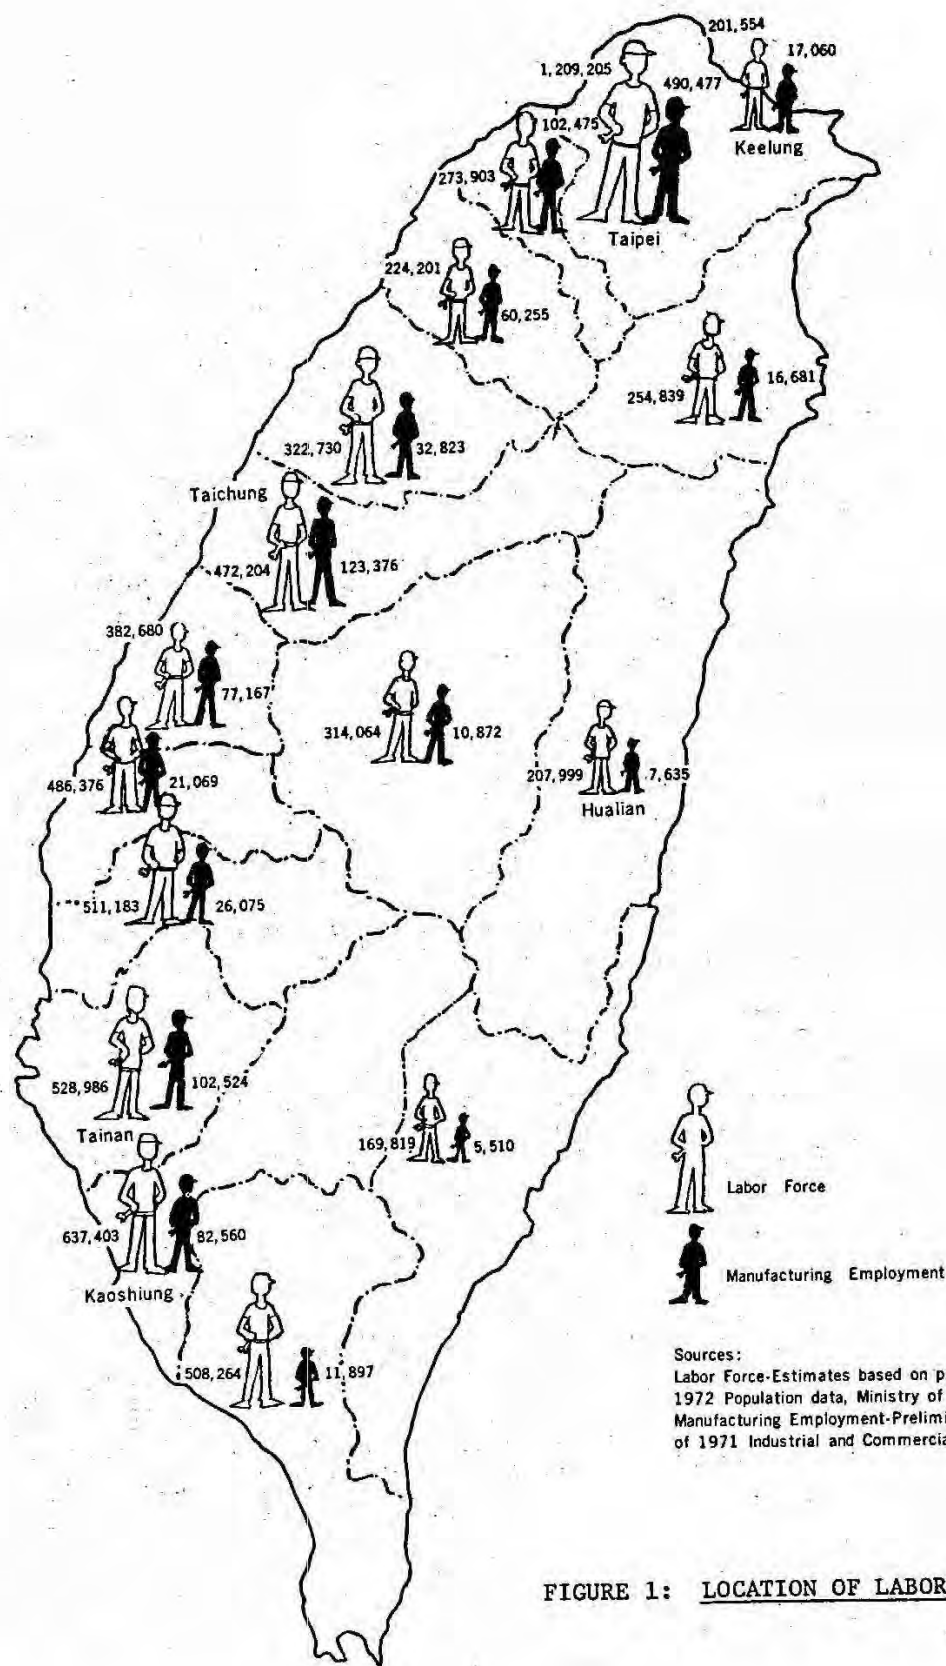 201,554
17,060
1,209,205
490,477
Keelung
102,475
273,903
Taipei
224,201
60,255
254,839
16,681
322,730
32,823
Taichung
472,204
123,376
382,680
77,167
314,064
10,872
486,376
21,069
207,999
7,635
Hualian
511,183
26,075
528,986
102,524
Tainan
169,819
5,510
Labor Force
637,403
82,560
Kaoshiung
Manufacturing Employment
508,264
11,897
Sources:
Labor Force-Estimates based on p
1972 Population data, Ministry of
Manufacturing Employment-Prelimi
of 1971 Industrial and Commercia
FIGURE 1: LOCATION OF LABOR